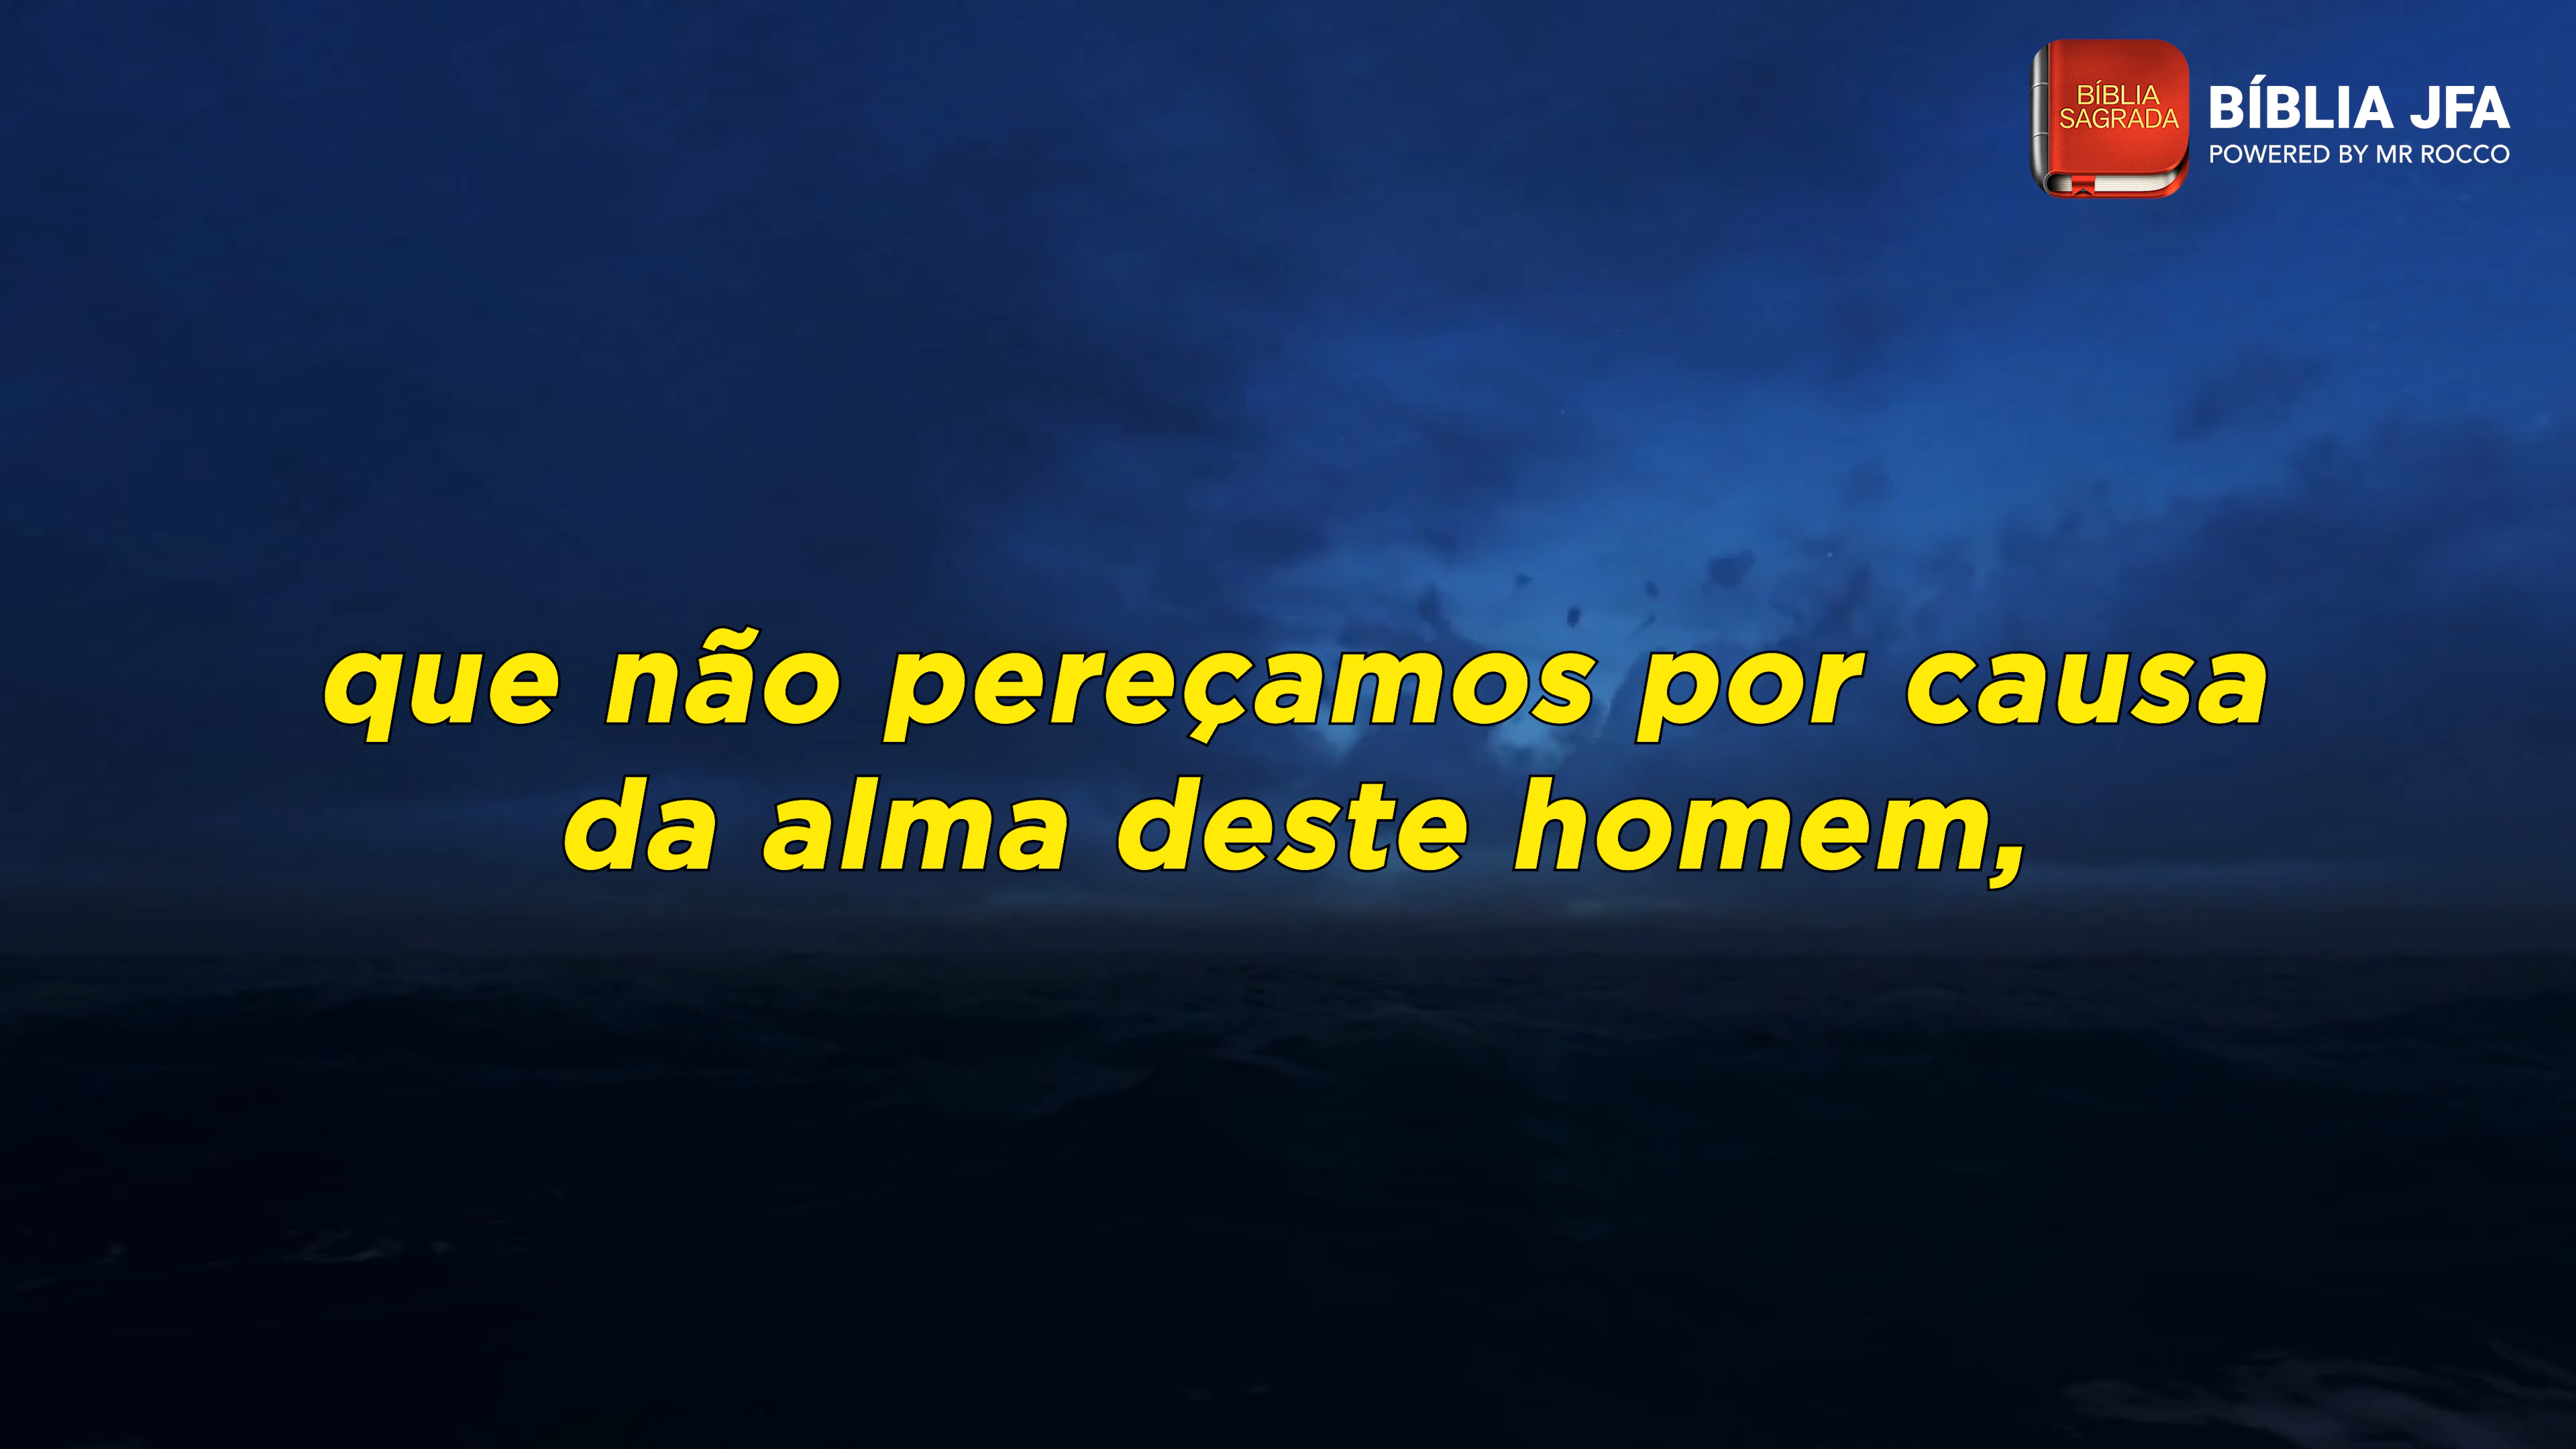 BÍBLIA
SAGRADA
BÍBLIA JFA
POWERED BY MR ROCCO
que não pereçamos por causa
da alma deste homem,